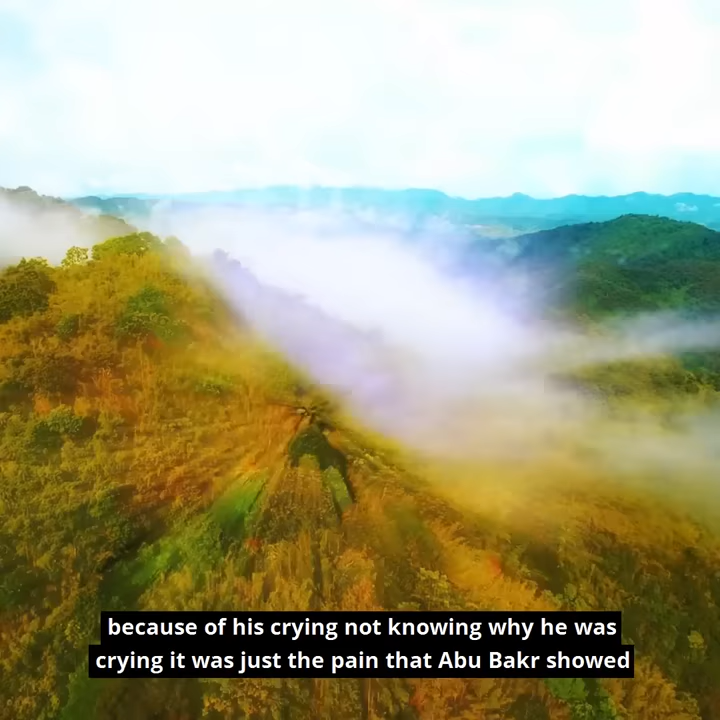 because of his crying not knowing why he was
crying it was just the pain that Abu Bakr showed